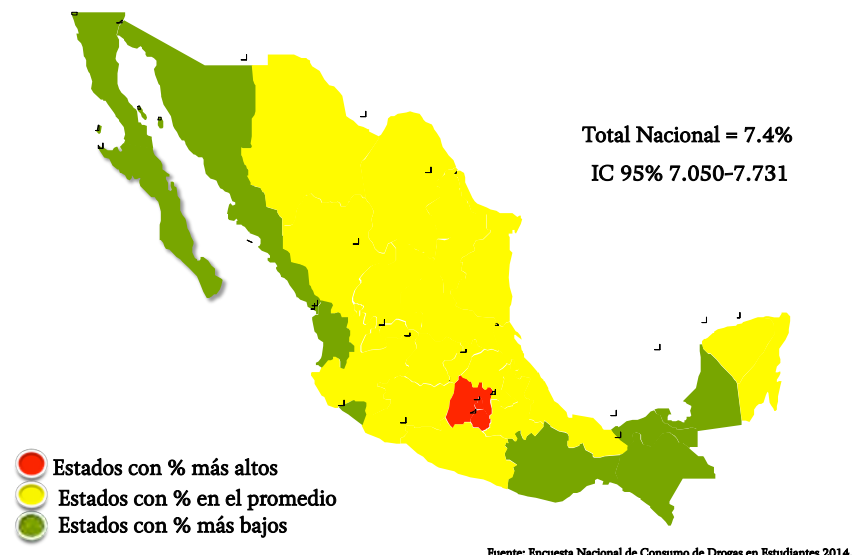 Total Nacional = 7.4%
IC 95% 7.050-7.731
Estados con % más altos
Estados con % en el promedio
Estados con % más bajos
Fuente: Encuesta Nacional de Consumo de Drogas en Estudiantes 2014